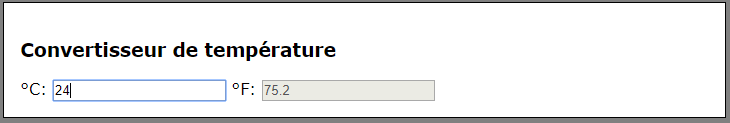 Convertisseur de température
°C: 24 °F: 75.2